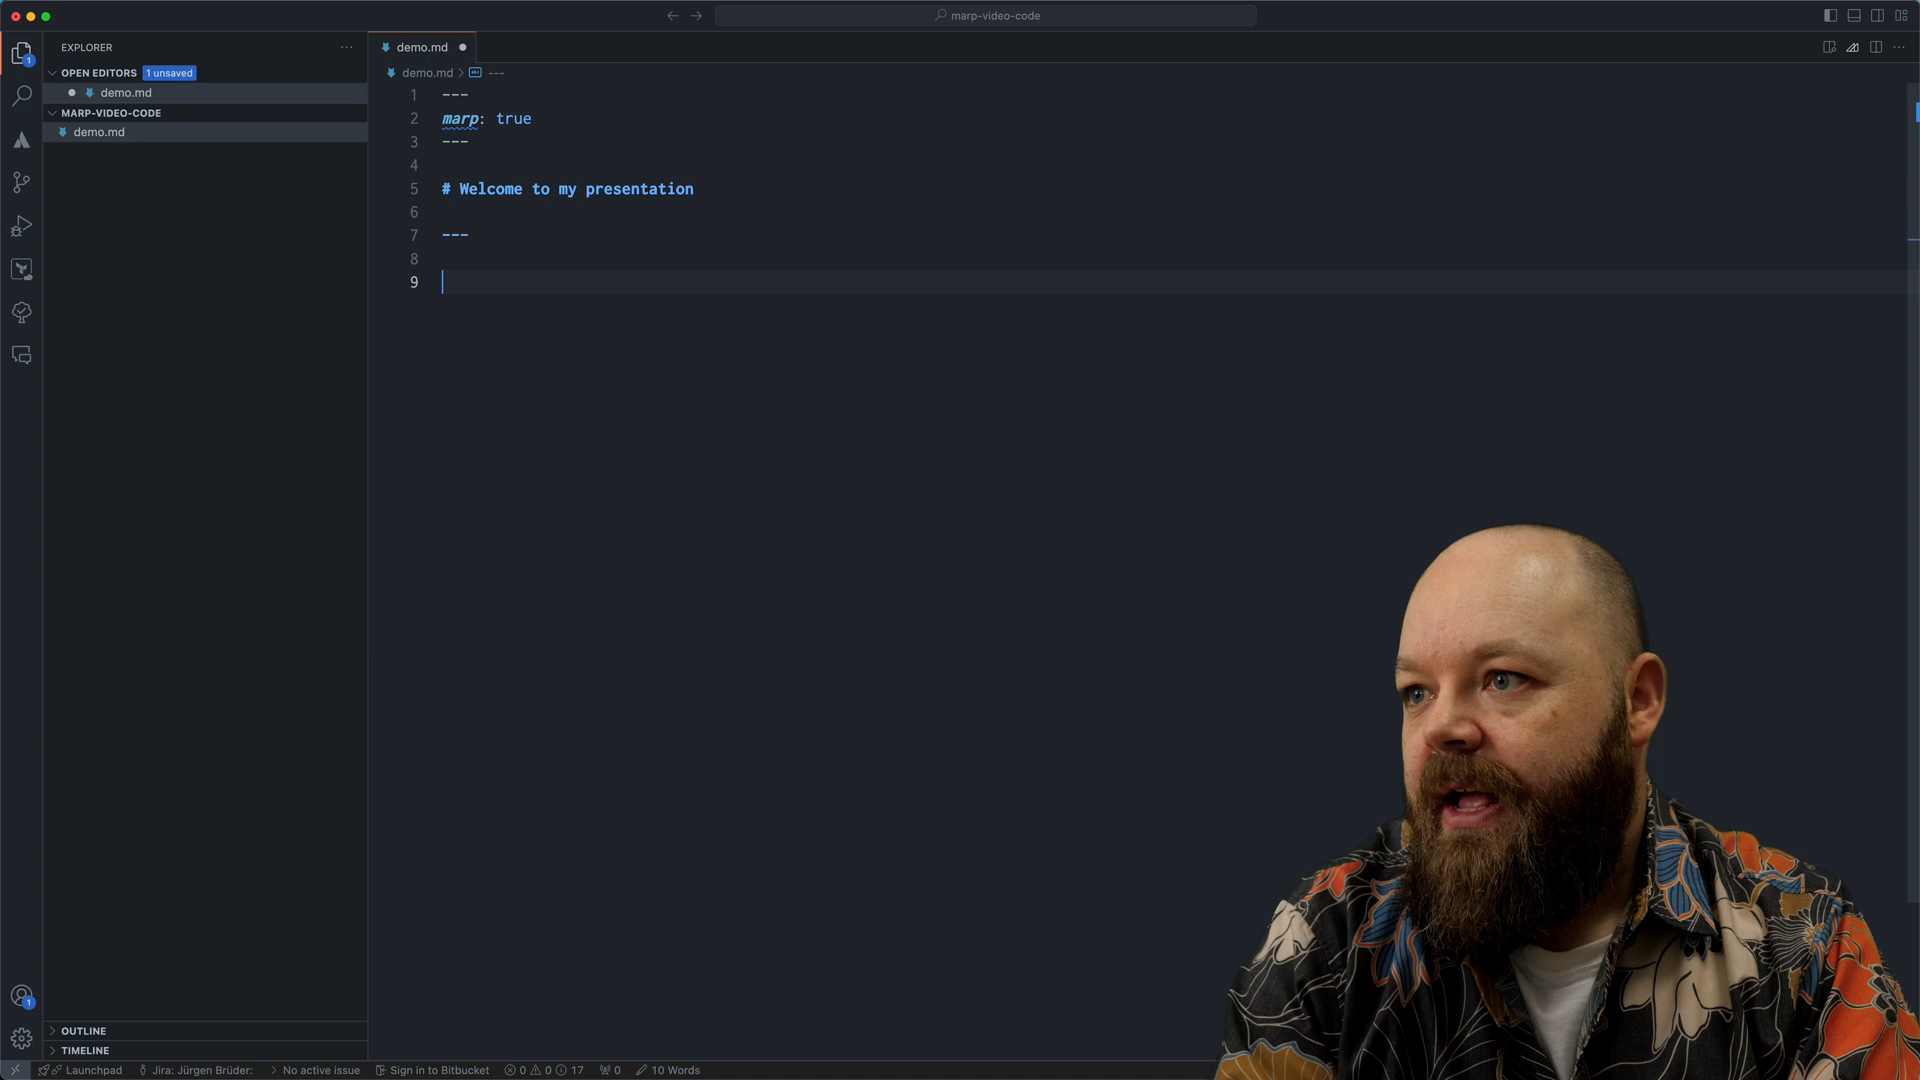 marp-video-code
EXPLORER
OPEN EDITORS 1 unsaved
demo.md
MARP-VIDEO-CODE
demo.md
OUTLINE
TIMELINE
demo.md
demo.md > ---
1 ---
2 marp: true
3 ---
4
5 # Welcome to my presentation
6
7 ---
8
9
1
1
Launchpad Jira: Jürgen Brüder: No active issue Sign in to Bitbucket 0 0 17 0 10 Words